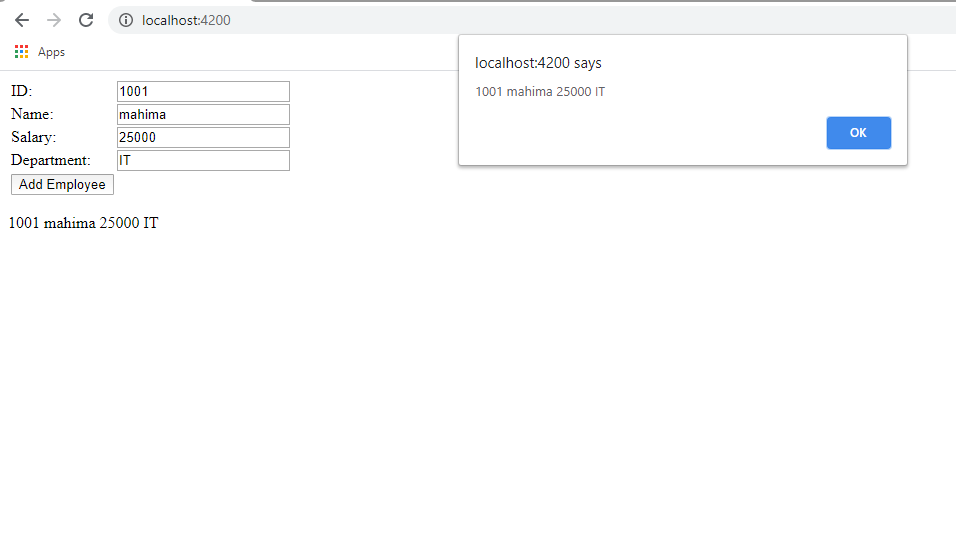 localhost:4200
Apps
localhost:4200 says
1001 mahima 25000 IT
OK
ID: 1001
Name: mahima
Salary: 25000
Department: IT
Add Employee
1001 mahima 25000 IT